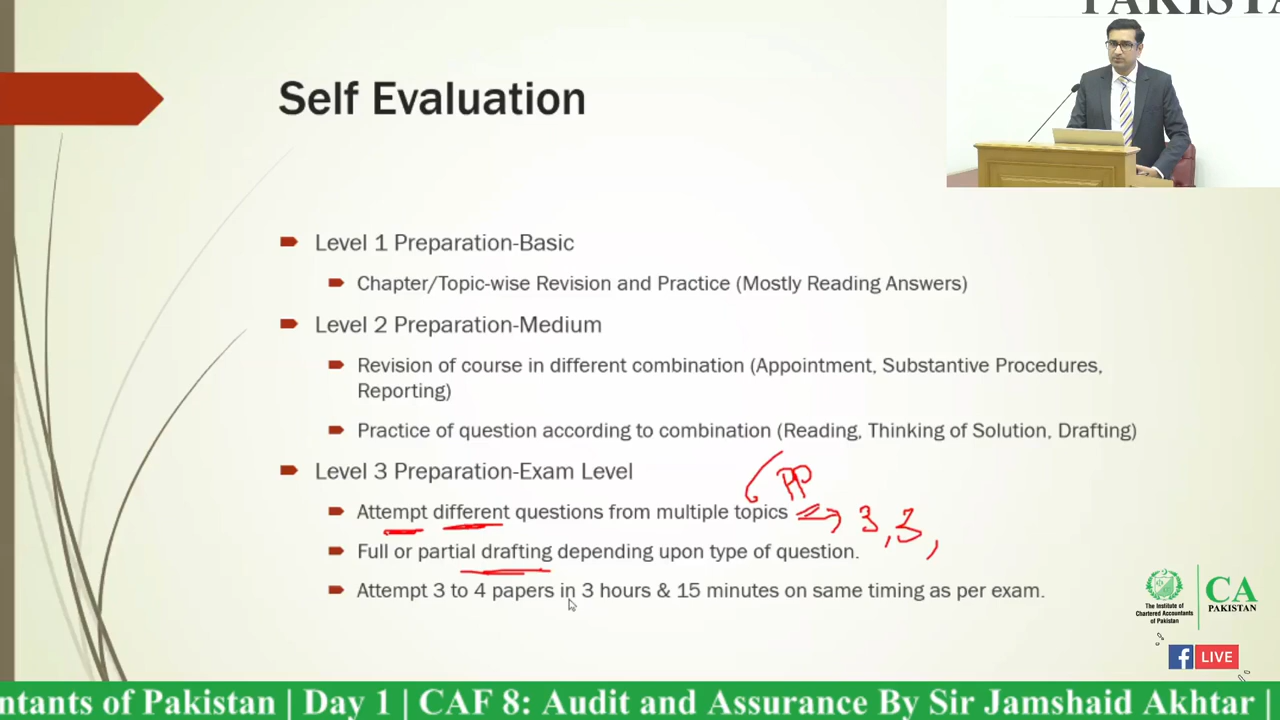 PAKISTA
Self Evaluation
Level 1 Preparation-Basic
Chapter/Topic-wise Revision and Practice (Mostly Reading Answers)
Level 2 Preparation-Medium
Revision of course in different combination (Appointment, Substantive Procedures,
Reporting)
Practice of question according to combination (Reading, Thinking of Solution, Drafting)
Level 3 Preparation-Exam Level
PP
Attempt different questions from multiple topics 3, 3,
Full or partial drafting depending upon type of question.
Attempt 3 to 4 papers in 3 hours & 15 minutes on same timing as per exam.
The Institute of
Chartered Accountants
of Pakistan
CA
PAKISTAN
f LIVE
ntants of Pakistan | Day 1 | CAF 8: Audit and Assurance By Sir Jamshaid Akhtar |